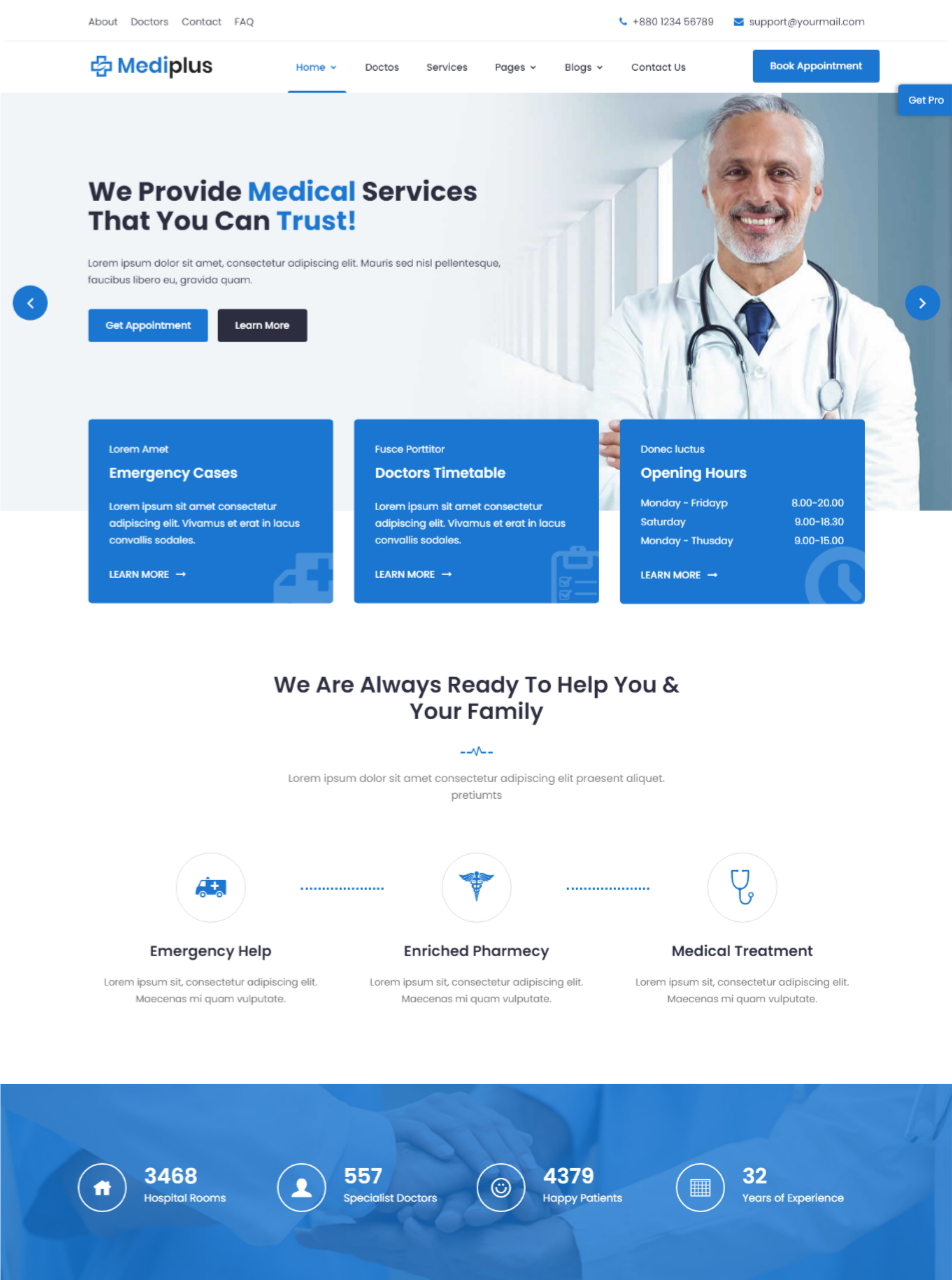 About Doctors Contact FAQ
+880 1234 56789 support@yourmail.com
Mediplus
Home Doctos Services Pages Blogs Contact Us
Book Appointment
Get Pro
We Provide Medical Services
That You Can Trust!
Lorem ipsum dolor sit amet, consectetur adipiscing elit. Mauris sed nisl pellentesque,
faucibus libero eu, gravida quam.
Get Appointment
Learn More
Lorem Amet
Emergency Cases
Lorem ipsum sit amet consectetur
adipiscing elit. Vivamus et erat in lacus
convallis sodales.
LEARN MORE
Fusce Porttitor
Doctors Timetable
Lorem ipsum sit amet consectetur
adipiscing elit. Vivamus et erat in lacus
convallis sodales.
LEARN MORE
Donec luctus
Opening Hours
Monday - Fridayp 8.00-20.00
Saturday 9.00-18.30
Monday - Thusday 9.00-15.00
LEARN MORE
We Are Always Ready To Help You &
Your Family
Lorem ipsum dolor sit amet consectetur adipiscing elit praesent aliquet.
pretiumts
Emergency Help
Lorem ipsum sit, consectetur adipiscing elit.
Maecenas mi quam vulputate.
Enriched Pharmecy
Lorem ipsum sit, consectetur adipiscing elit.
Maecenas mi quam vulputate.
Medical Treatment
Lorem ipsum sit, consectetur adipiscing elit.
Maecenas mi quam vulputate.
3468
Hospital Rooms
557
Specialist Doctors
4379
Happy Patients
32
Years of Experience